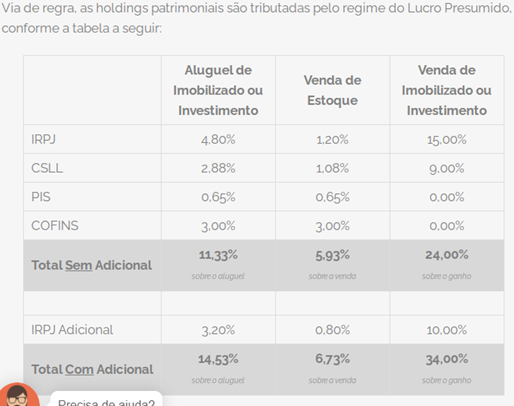 Via de regra, as holdings patrimoniais são tributadas pelo regime do Lucro Presumido,
conforme a tabela a seguir:
Aluguel de Imobilizado ou Investimento Venda de Estoque Venda de Imobilizado ou Investimento
IRPJ 4,80% 1,20% 15,00%
CSLL 2,88% 1,08% 9,00%
PIS 0,65% 0,65% 0,00%
COFINS 3,00% 3,00% 0,00%
Total Sem Adicional 11,33% 5,93% 24,00%
sobre o aluguel sobre a venda sobre o ganho
IRPJ Adicional 3,20% 0,80% 10,00%
Total Com Adicional 14,53% 6,73% 34,00%
sobre o aluguel sobre a venda sobre o ganho
Precisa de ajuda?